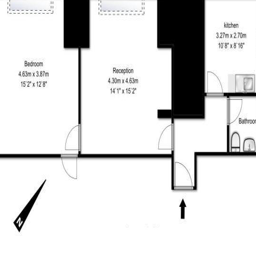 kitchen
3.27m x 2.70m
10'8" x 8'16"
Bedroom
4.63m x 3.87m
15'2" x 12'8"
Reception
4.30m x 4.63m
14'1" x 15'2"
Bathroom
N